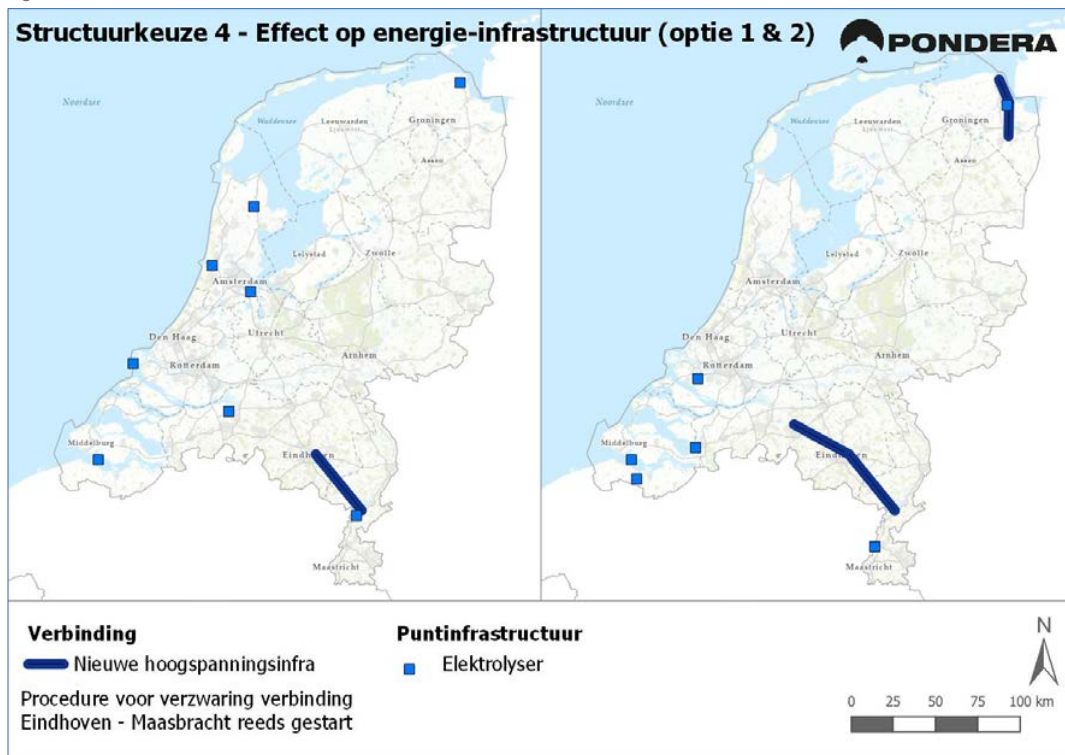 Structuurkeuze 4 - Effect op energie-infrastructuur (optie 1 & 2)
PONDERA
Noordzee
Waddenzee
Leeuwarden
Ljouwert
Groningen
Assen
Zwolle
Lelystad
Amsterdam
Utrecht
Den Haag
Rotterdam
Arnhem
Middelburg
Eindhoven
Maastricht
Noordzee
Waddenzee
Leeuwarden
Ljouwert
Groningen
Assen
Zwolle
Lelystad
Amsterdam
Utrecht
Den Haag
Rotterdam
Arnhem
Middelburg
Eindhoven
Maastricht
Verbinding
Nieuwe hoogspanningsinfra
Procedure voor verzwaring verbinding
Eindhoven - Maasbracht reeds gestart
Puntinfrastructuur
Elektrolyser
N
0 25 50 75 100 km